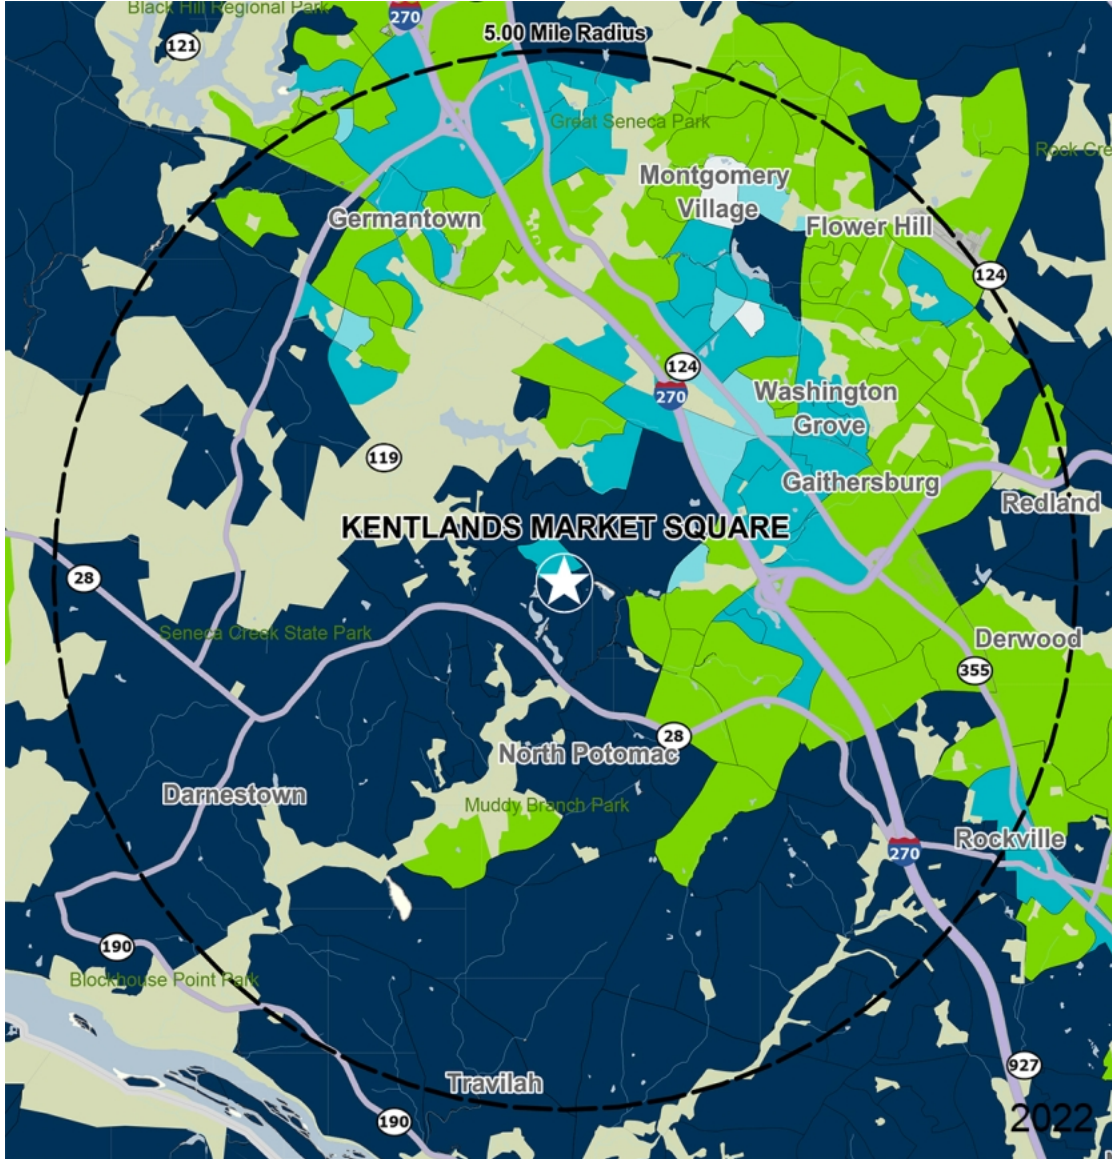 Black Hill Regional Park
270
5.00 Mile Radius
121
Great Seneca Park
Rock Cre
Montgomery
Village
Germantown
Flower Hill
124
124
270
Washington
Grove
119
Gaithersburg
Redland
KENTLANDS MARKET SQUARE
28
Seneca Creek State Park
Derwood
355
28
North Potomac
Darnestown
Muddy Branch Park
Rockville
270
190
Blockhouse Point Park
927
Travilah
190
2022